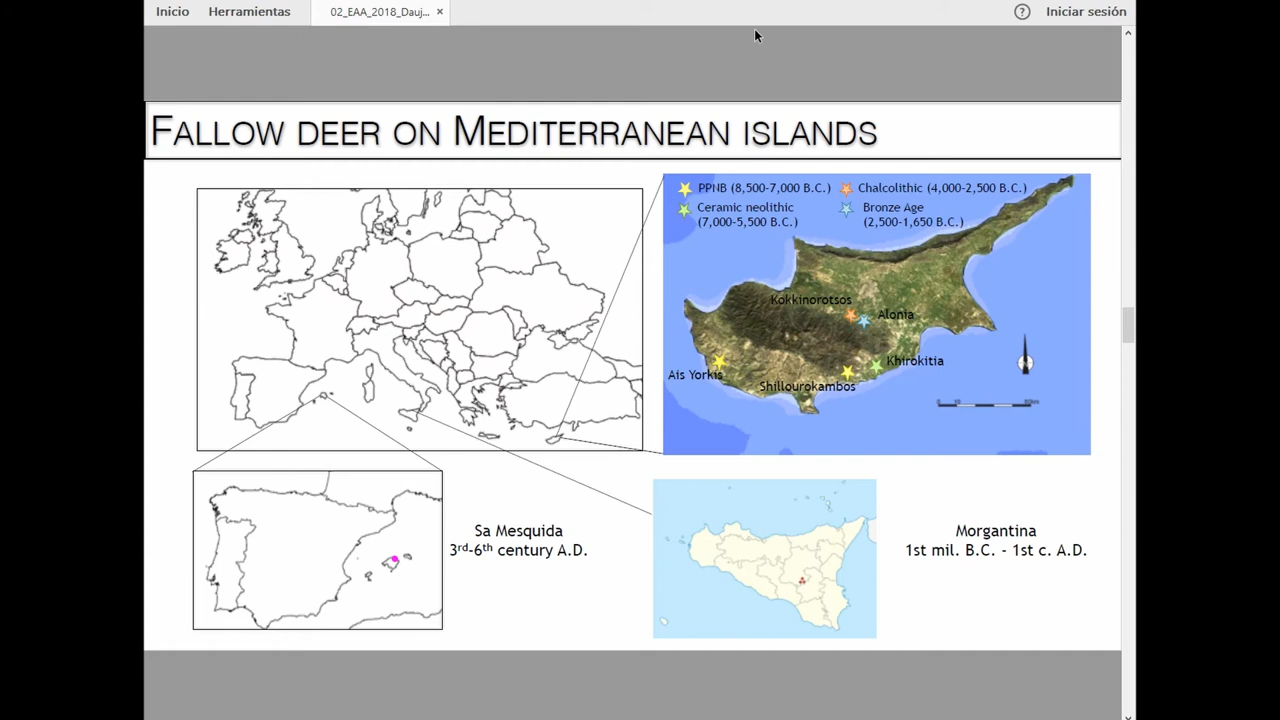 Inicio Herramientas 02_EAA_2018_Dauj... × ? Iniciar sesión
FALLOW DEER ON MEDITERRANEAN ISLANDS
PPNB (8,500-7,000 B.C.) Chalcolithic (4,000-2,500 B.C.)
Ceramic neolithic Bronze Age
(7,000-5,500 B.C.) (2,500-1,650 B.C.)
Kokkinorotsos
Alonia
Khirokitia
Ais Yorkis
Shillourokambos
Sa Mesquida
3rd-6th century A.D.
Morgantina
1st mil. B.C. - 1st c. A.D.